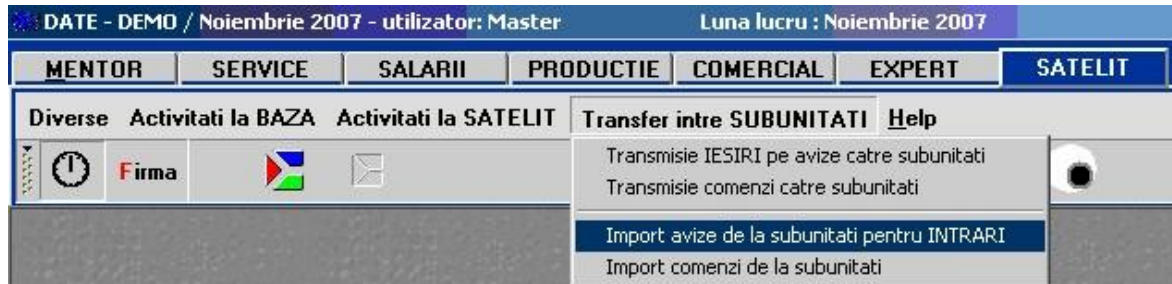 DATE - DEMO / Noiembrie 2007 - utilizator: Master Luna lucru : Noiembrie 2007
MENTOR SERVICE SALARII PRODUCTIE COMERCIAL EXPERT SATELIT
Diverse Activitati la BAZA Activitati la SATELIT Transfer intre SUBUNITATI Help
Firma
Transmisie IESIRI pe avize catre subunitati
Transmisie comenzi catre subunitati
Import avize de la subunitati pentru INTRARI
Import comenzi de la subunitati